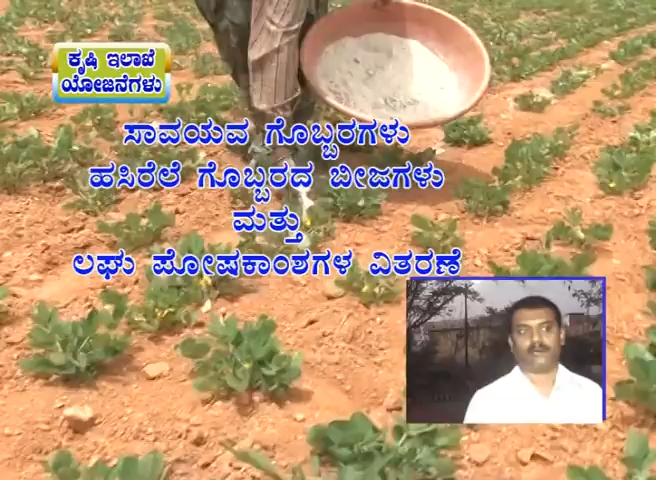 ಕೃಷಿ ಇಲಾಖೆ
ಯೋಜನೆಗಳು
ಸಾವಯವ ಗೊಬ್ಬರಗಳು
ಹಸಿರೆಲೆ ಗೊಬ್ಬರದ ಬೀಜಗಳು
ಮತ್ತು
ಲಘು ಪೋಷಕಾಂಶಗಳ ವಿತರಣೆ